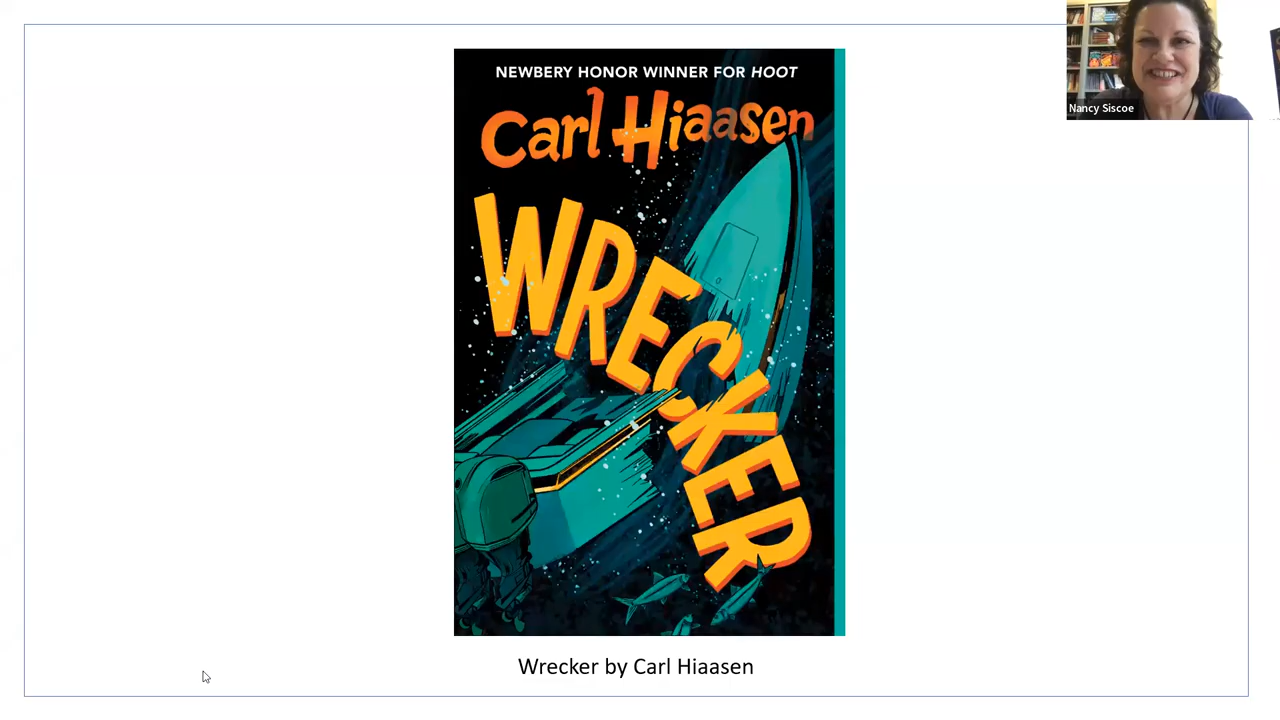 NEWBERY HONOR WINNER FOR HOOT
Carl Hiaasen
WRECKER
Wrecker by Carl Hiaasen
Nancy Siscoe